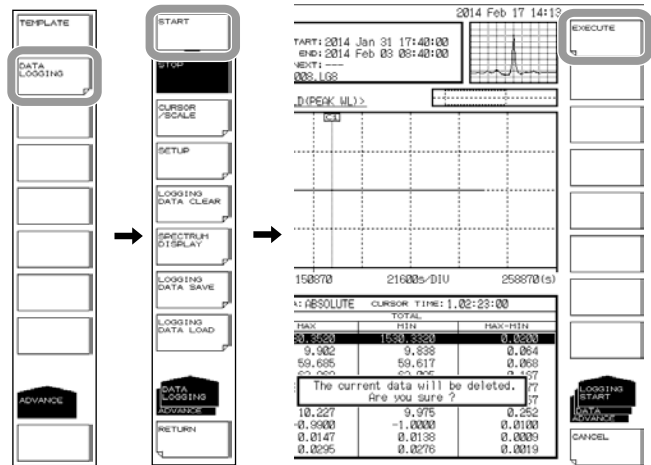 TEMPLATE
DATA
LOGGING
ADVANCE
START
STOP
CURSOR
/SCALE
SETUP
LOGGING
DATA CLEAR
SPECTRUM
DISPLAY
LOGGING
DATA SAVE
LOGGING
DATA LOAD
DATA
LOGGING
ADVANCE
RETURN
2014 Feb 17 14:13
TART: 2014 Jan 31 17:40:00
END: 2014 Feb 03 08:40:00
NEXT: ---
008.LG8
LD(PEAK WL)>
C1
150870 21600s/DIV 258870(s)
A: ABSOLUTE CURSOR TIME: 1.02:23:00
TOTAL
MAX MIN MAX-MIN
30.3520 1530.3320 0.0200
9.902 9.838 0.064
59.685 59.617 0.068
The current data will be deleted.
Are you sure ?
10.227 9.975 0.252
-0.9900 -1.0000 0.0100
0.0147 0.0138 0.0009
0.0295 0.0276 0.0019
EXECUTE
LOGGING
START
DATA
ADVANCE
CANCEL